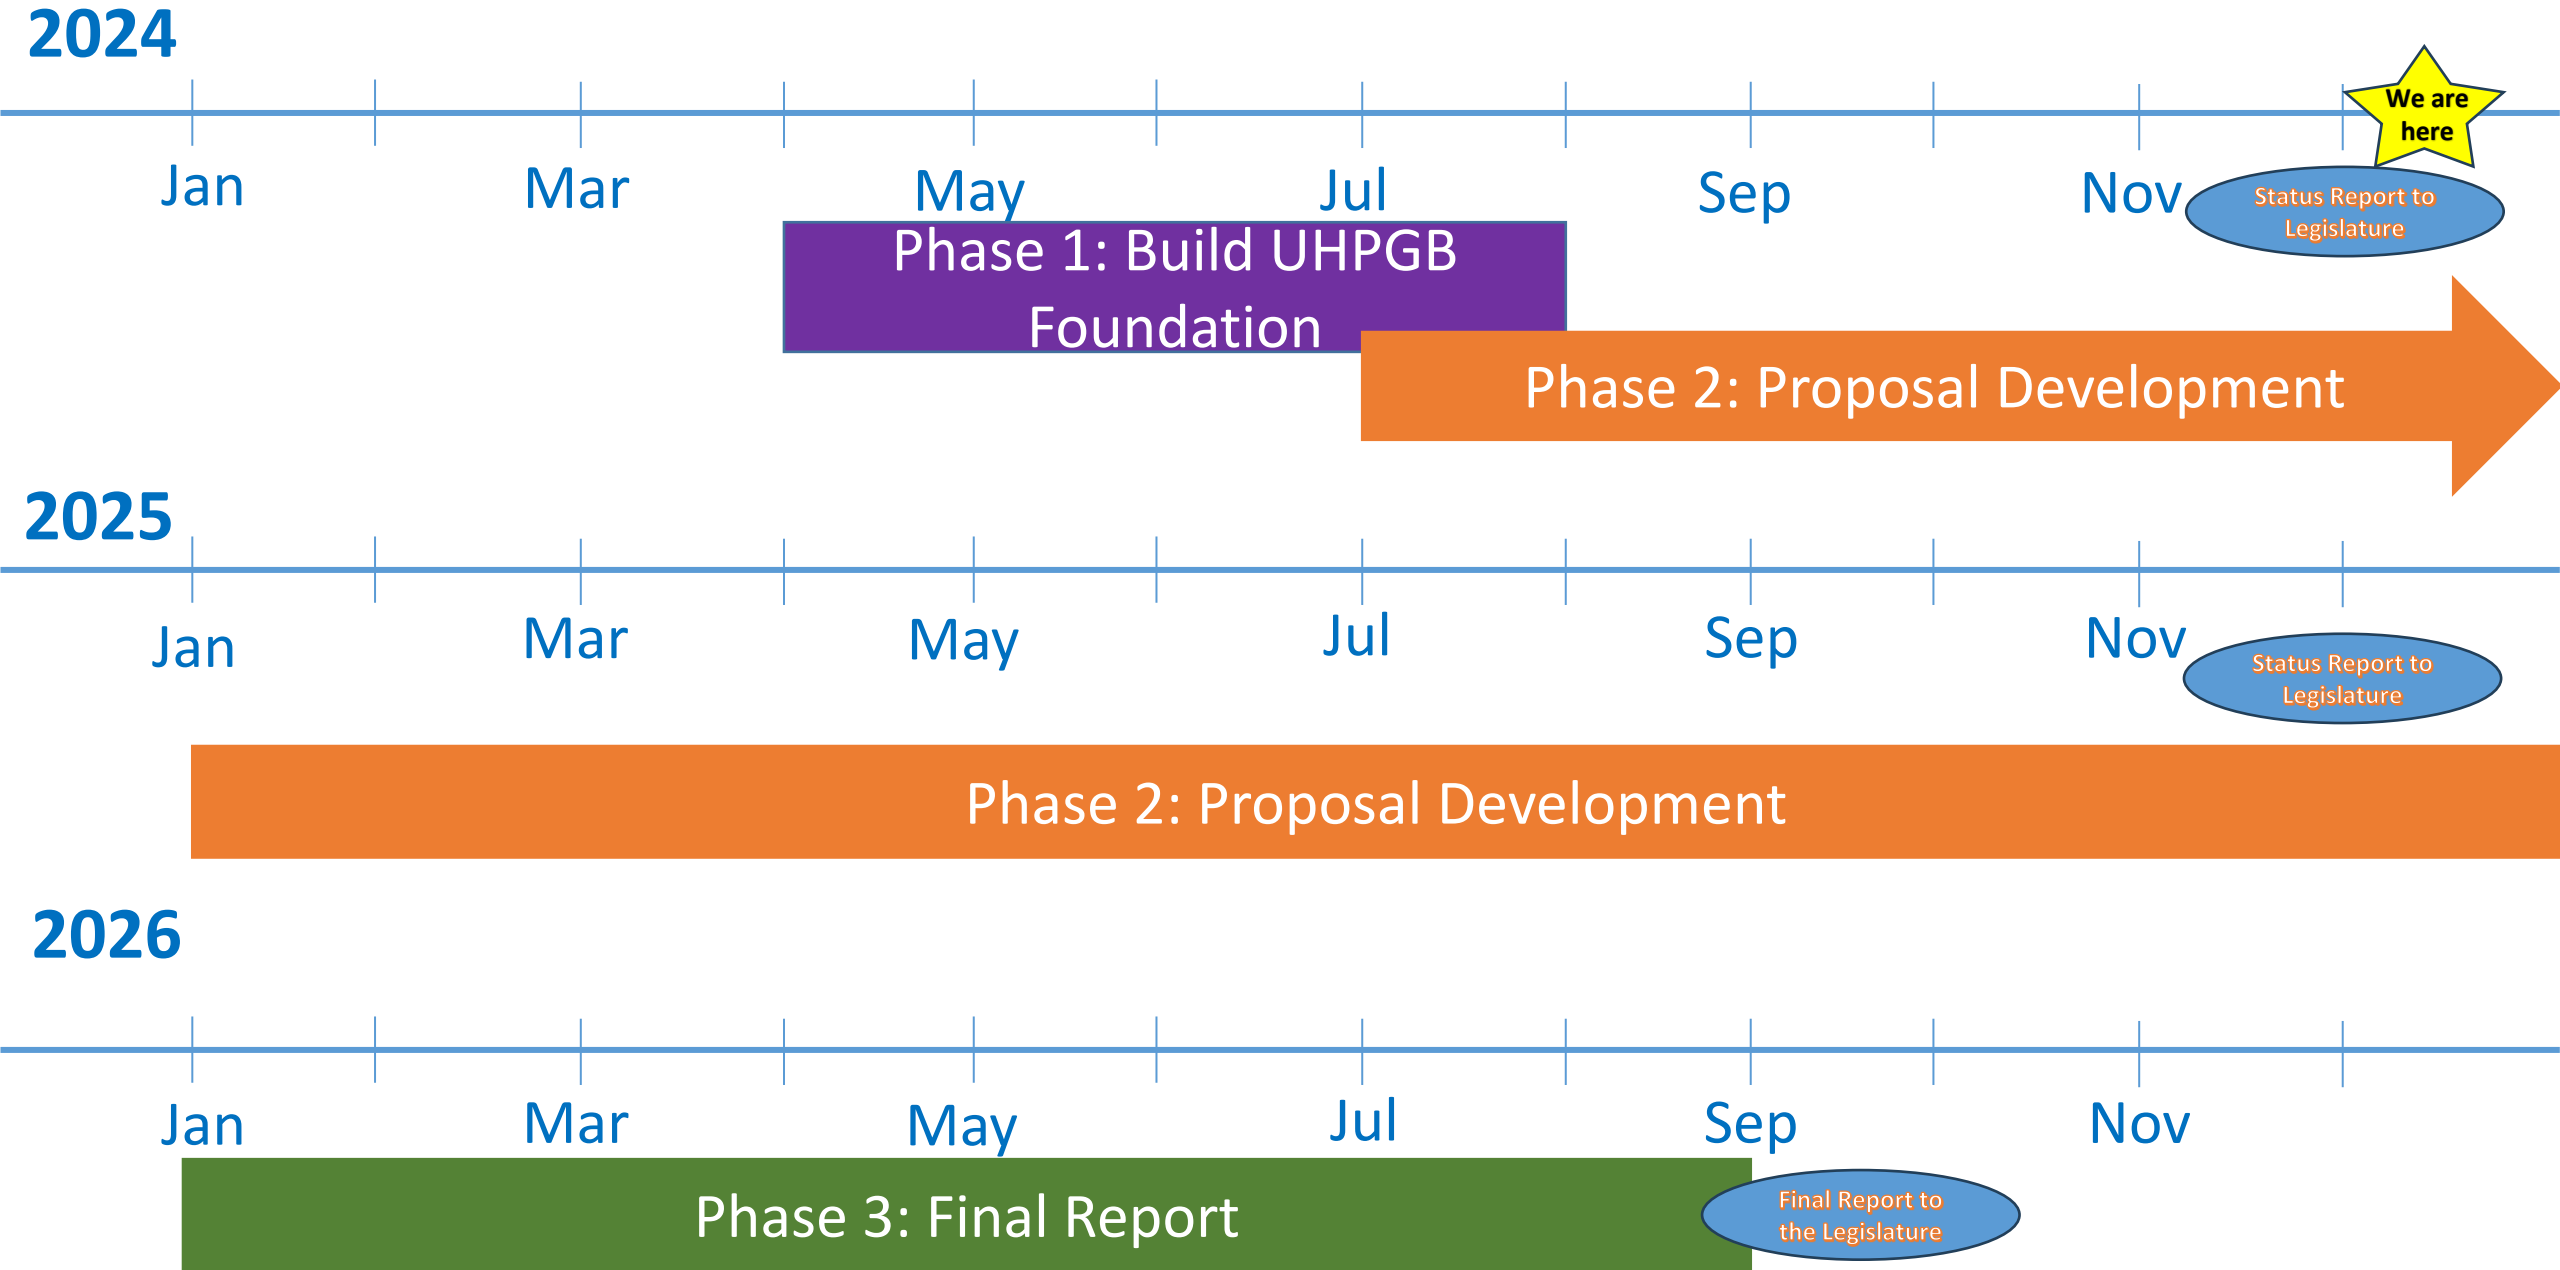 2024
We are
here
Jan
Mar
May
Jul
Sep
Nov
Status Report to
Legislature
Phase 1: Build UHPGB
Foundation
Phase 2: Proposal Development
2025
Jan
Mar
May
Jul
Sep
Nov
Status Report to
Legislature
Phase 2: Proposal Development
2026
Jan
Mar
May
Jul
Sep
Nov
Phase 3: Final Report
Final Report to
the Legislature